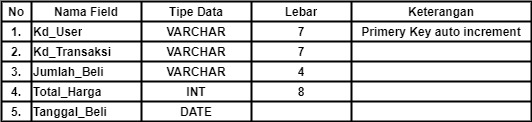 No Nama Field Tipe Data Lebar Keterangan
1. Kd_User VARCHAR 7 Primery Key auto increment
2. Kd_Transaksi VARCHAR 7
3. Jumlah_Beli VARCHAR 4
4. Total_Harga INT 8
5. Tanggal_Beli DATE